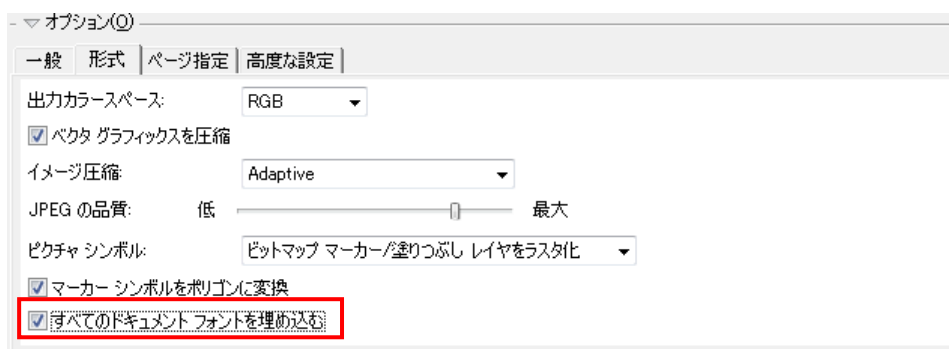 オプション(O)
一般 形式 ページ指定 高度な設定
出力カラースペース: RGB
ベクタ グラフィックスを圧縮
イメージ圧縮: Adaptive
JPEG の品質: 低 最大
ピクチャ シンボル: ビットマップ マーカー/塗りつぶし レイヤをラスタ化
マーカー シンボルをポリゴンに変換
すべてのドキュメント フォントを埋め込む